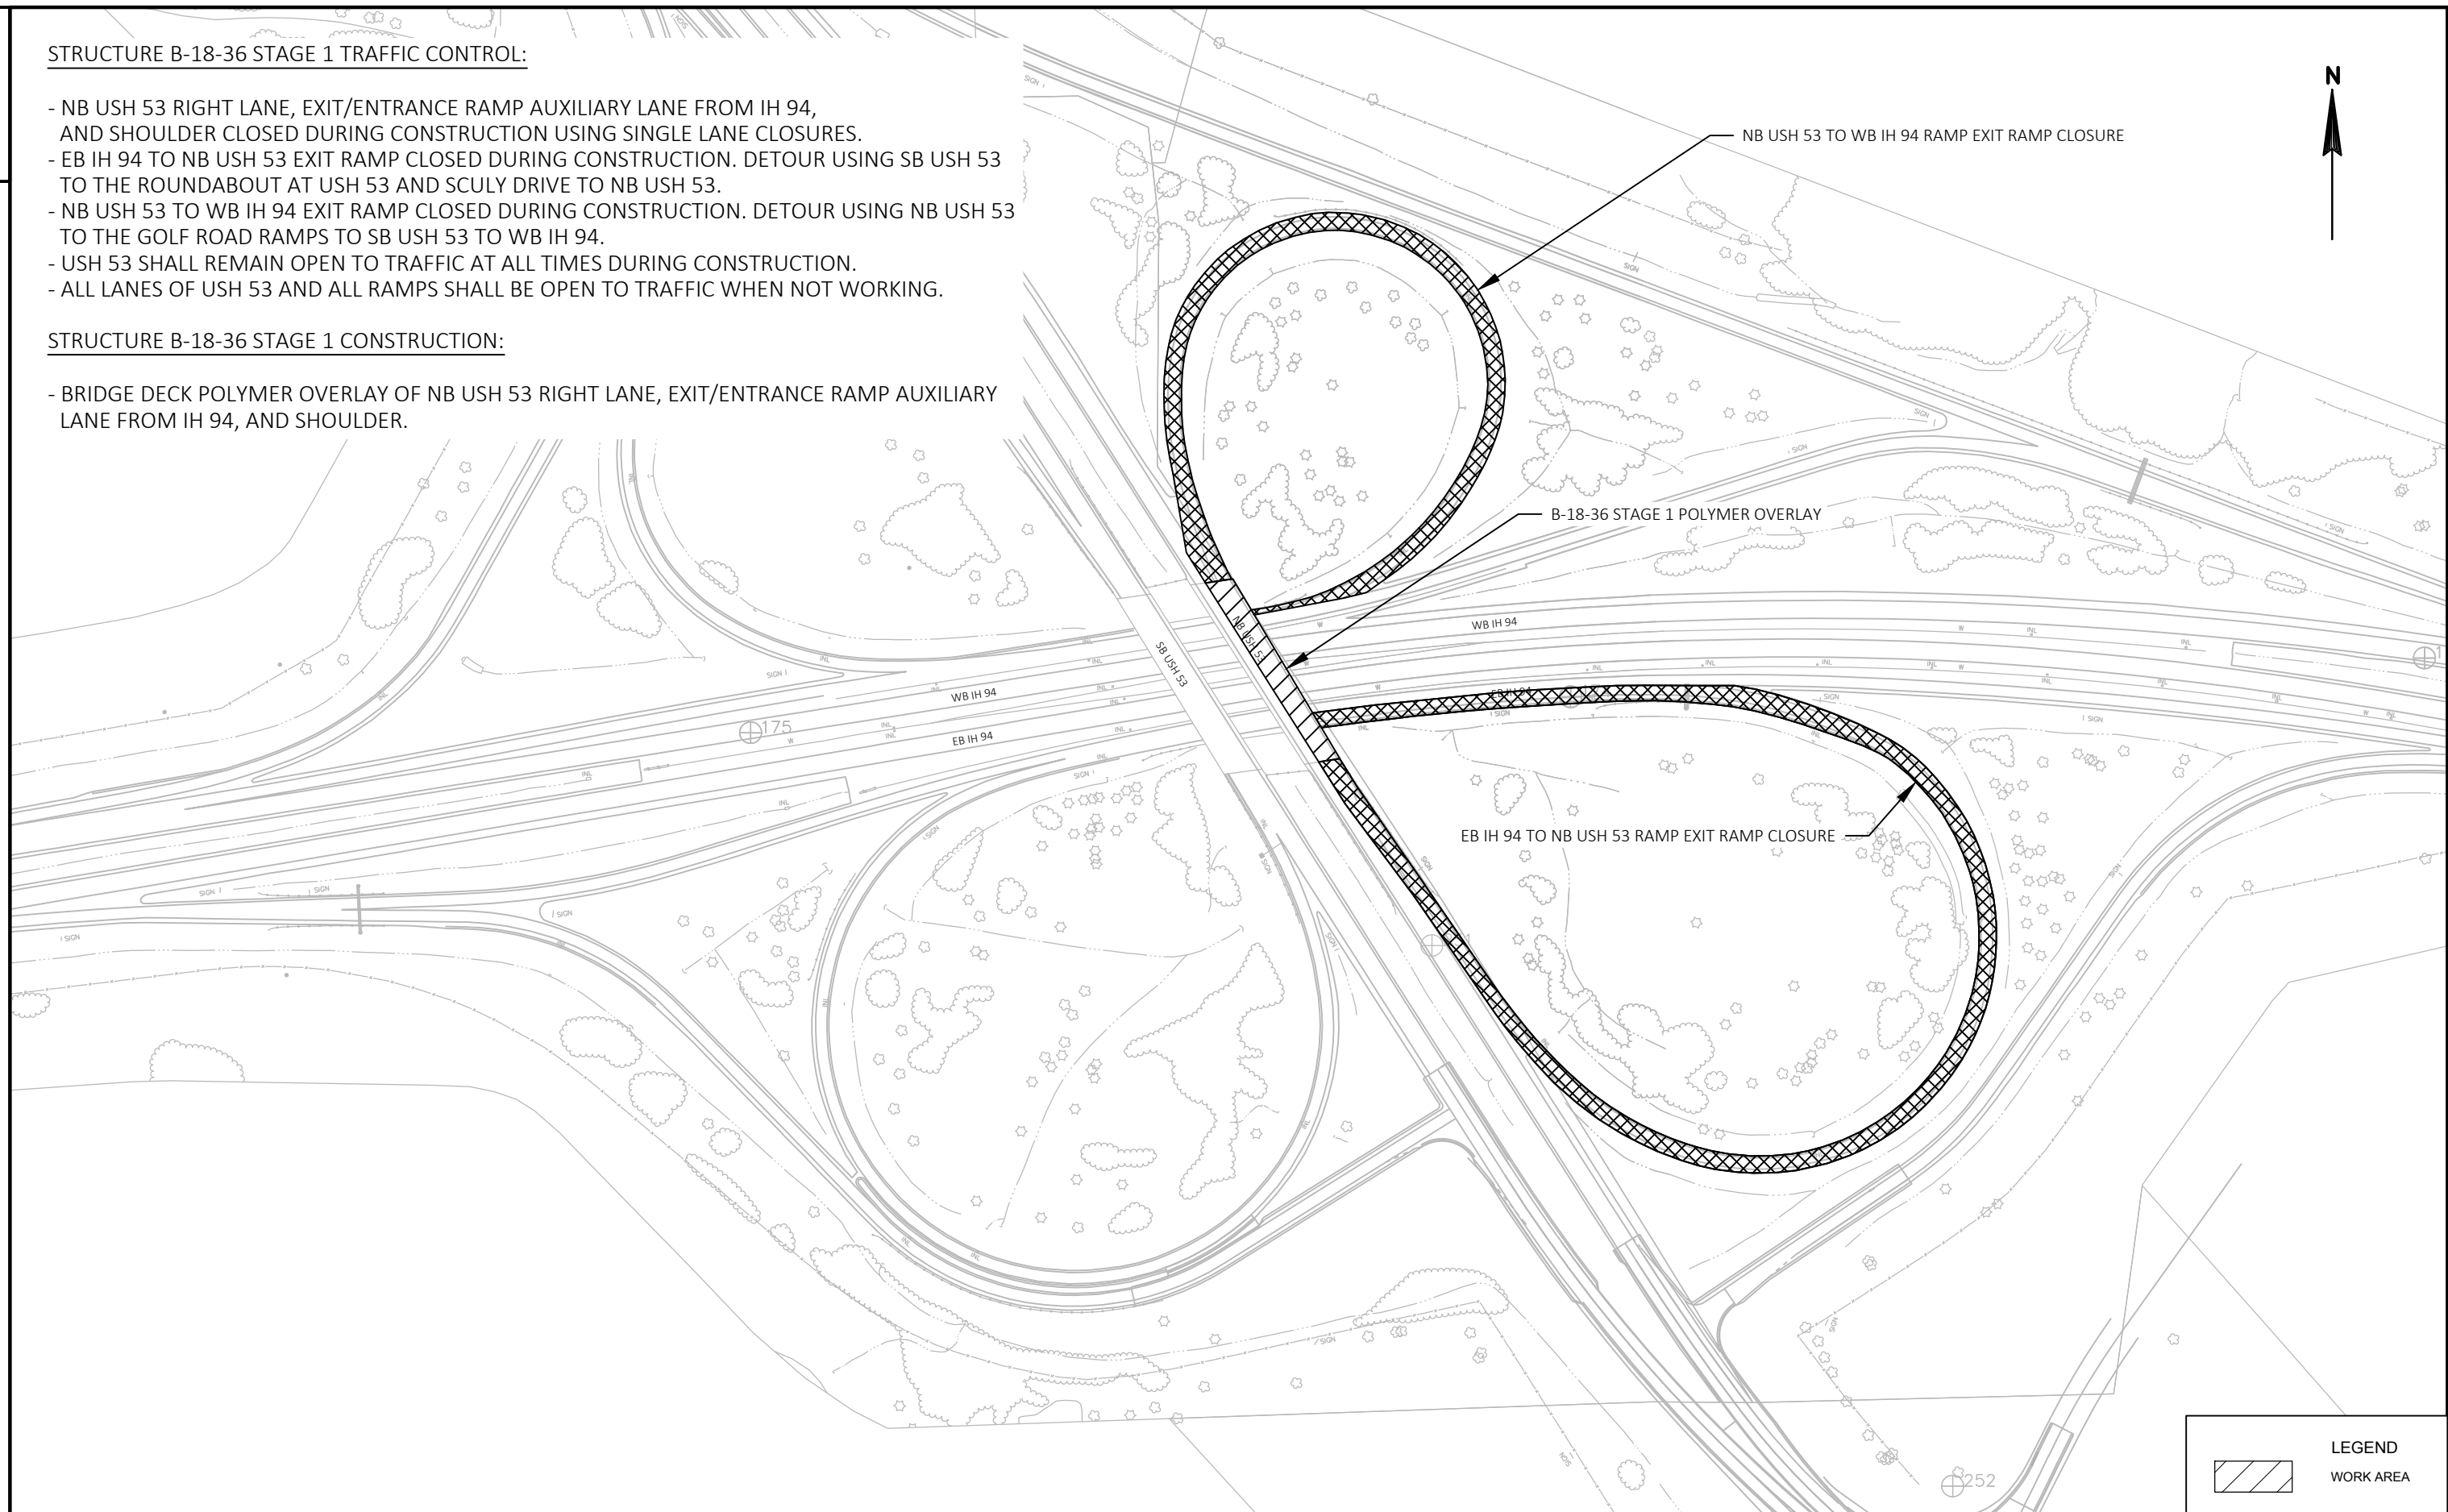 STRUCTURE B-18-36 STAGE 1 TRAFFIC CONTROL:
- NB USH 53 RIGHT LANE, EXIT/ENTRANCE RAMP AUXILIARY LANE FROM IH 94,
AND SHOULDER CLOSED DURING CONSTRUCTION USING SINGLE LANE CLOSURES.
- EB IH 94 TO NB USH 53 EXIT RAMP CLOSED DURING CONSTRUCTION. DETOUR USING SB USH 53
TO THE ROUNDABOUT AT USH 53 AND SCULY DRIVE TO NB USH 53.
- NB USH 53 TO WB IH 94 EXIT RAMP CLOSED DURING CONSTRUCTION. DETOUR USING NB USH 53
TO THE GOLF ROAD RAMPS TO SB USH 53 TO WB IH 94.
- USH 53 SHALL REMAIN OPEN TO TRAFFIC AT ALL TIMES DURING CONSTRUCTION.
- ALL LANES OF USH 53 AND ALL RAMPS SHALL BE OPEN TO TRAFFIC WHEN NOT WORKING.
STRUCTURE B-18-36 STAGE 1 CONSTRUCTION:
- BRIDGE DECK POLYMER OVERLAY OF NB USH 53 RIGHT LANE, EXIT/ENTRANCE RAMP AUXILIARY
LANE FROM IH 94, AND SHOULDER.
N
NB USH 53 TO WB IH 94 RAMP EXIT RAMP CLOSURE
B-18-36 STAGE 1 POLYMER OVERLAY
NB USH 53
WB IH 94
SB USH 53
WB IH 94
EB IH 94
175
EB IH 94
EB IH 94 TO NB USH 53 RAMP EXIT RAMP CLOSURE
252
LEGEND
WORK AREA